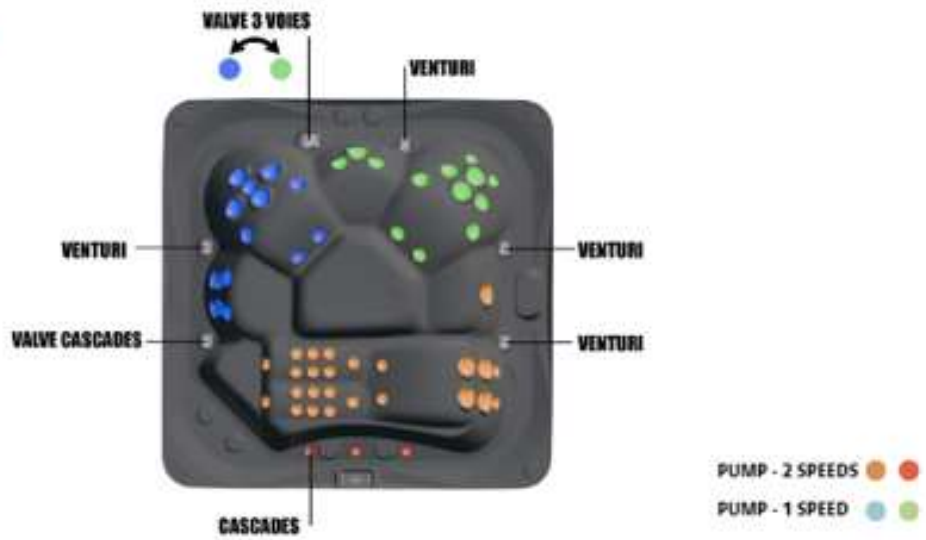 VALVE 3 VOIES
VENTURI
VENTURI
VENTURI
VALVE CASCADES
VENTURI
PUMP - 2 SPEEDS
PUMP - 1 SPEED
CASCADES